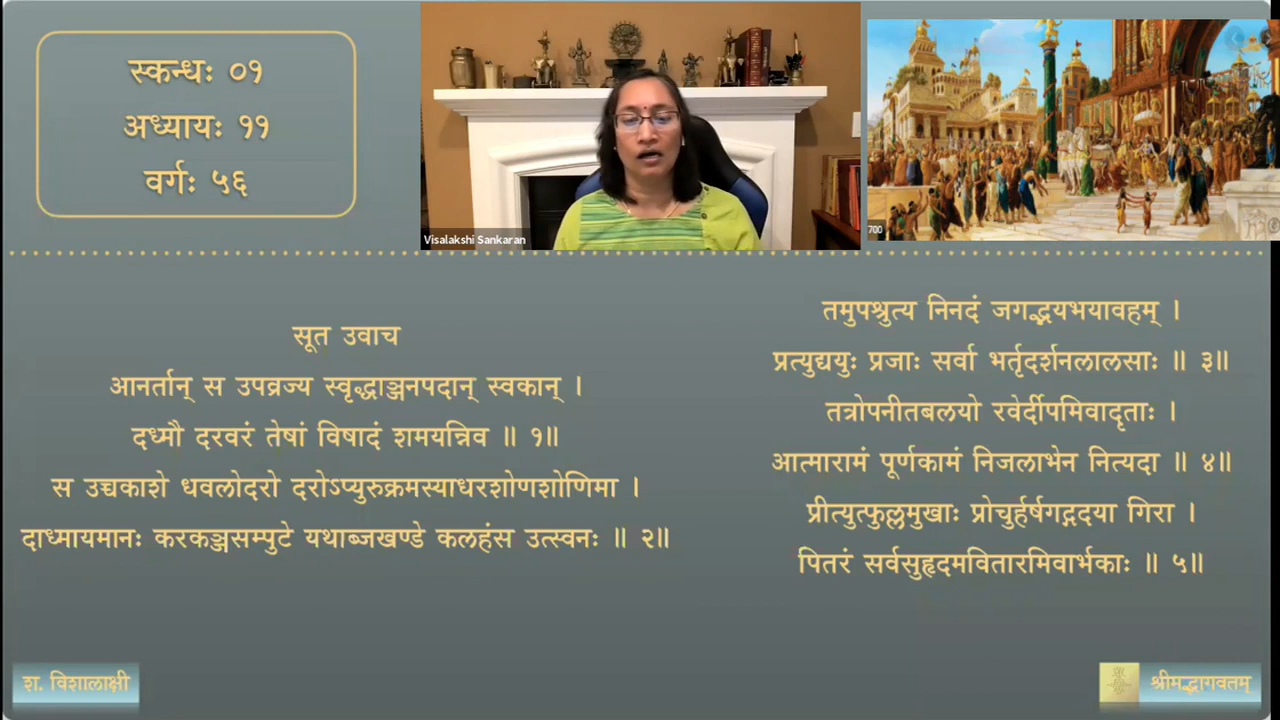 स्कन्धः ०१
अध्यायः ११
वर्गः ५६
Visalakshi Sankaran
700
सूत उवाच
आनर्तान् स उपव्रज्य स्वृद्धाञ्जनपदान् स्वकान् ।
दध्मौ दरवरं तेषां विषादं शमयन्निव ॥ १॥
स उच्चकाशे धवलोदरो दरोऽप्युरुक्रमस्याधरशोणशोणिमा ।
दाध्मायमानः करकञ्जसम्पुटे यथाब्जखण्डे कलहंस उत्स्वनः ॥ २॥
तमुपश्रुत्य निनदं जगद्भयभयावहम् ।
प्रत्युद्ययुः प्रजाः सर्वा भर्तृदर्शनलालसाः ॥ ३॥
तत्रोपनीतबलयो रवेर्दीपमिवादृताः ।
आत्मारामं पूर्णकामं निजलाभेन नित्यदा ॥ ४॥
प्रीत्युत्फुल्लमुखाः प्रोचुर्हर्षगद्गदया गिरा ।
पितरं सर्वसुहृदमवितारमिवार्भकाः ॥ ५॥
श. विशालाक्षी
श्रीमद्भागवतम्